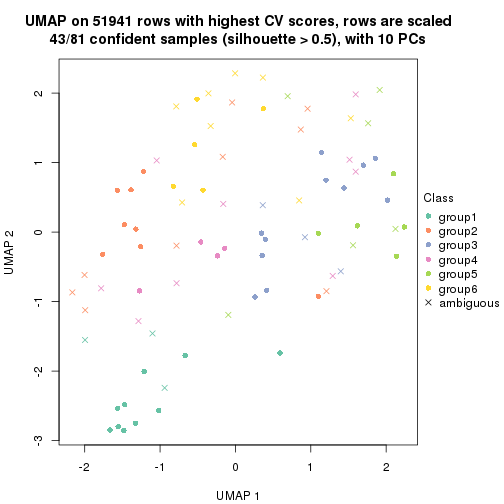 UMAP on 51941 rows with highest CV scores, rows are scaled
43/81 confident samples (silhouette > 0.5), with 10 PCs
2
1
0
-1
-2
-3
UMAP 2
-2
-1
0
1
2
UMAP 1
Class
group1
group2
group3
group4
group5
group6
ambiguous